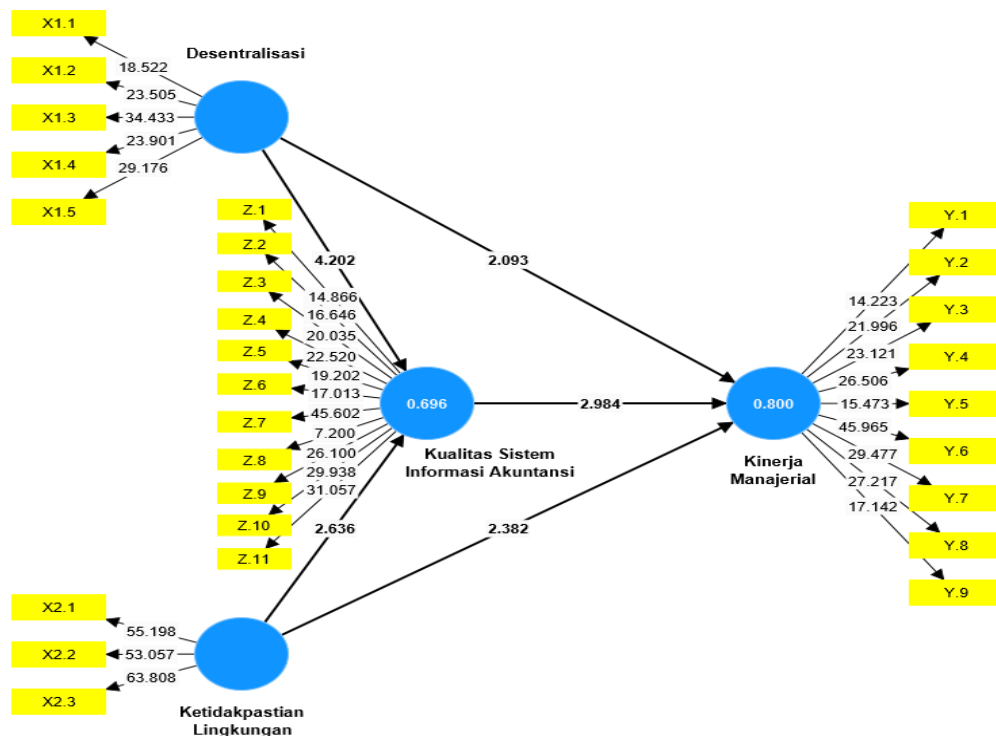 X1.1
Desentralisasi
X1.2
18.522
23.505
X1.3
34.433
23.901
X1.4
29.176
X1.5
Z.1
Y.1
Z.2
4.202
2.093
Y.2
Z.3
14.866
14.223
16.646
21.996
Y.3
Z.4
20.035
23.121
22.520
Z.5
Y.4
19.202
26.506
Z.6
17.013
0.696
2.984
0.800
15.473
Y.5
45.602
45.965
Z.7
7.200
29.477
Y.6
Z.8
26.100
Kualitas Sistem
Informasi Akuntansi
Kinerja
Manajerial
27.217
29.938
17.142
Y.7
Z.9
31.057
Z.10
2.636
2.382
Y.8
Z.11
Y.9
X2.1
55.198
X2.2
53.057
63.808
X2.3
Ketidakpastian
Lingkungan